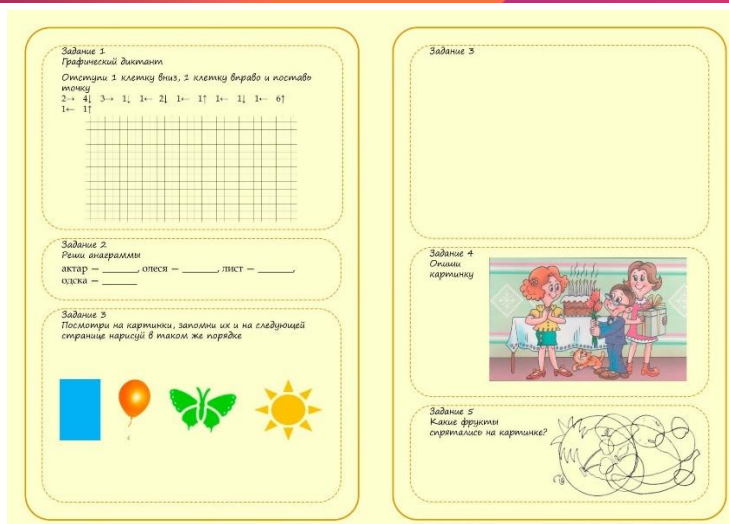 Задание 1
Графический диктант
Отступи 1 клетку вниз, 1 клетку вправо и поставь
точку
2→ 4↓ 3→ 1↓ 1← 2↓ 1← 1↑ 1← 1↓ 1← 6↑
1← 1↑
Задание 2
Реши анаграммы
актар – ______, олеся – ______, лист – ______,
одска – ______
Задание 3
Посмотри на картинки, запомни их и на следующей
странице нарисуй в таком же порядке
Задание 3
Задание 4
Опиши
картинку
Задание 5
Какие фрукты
спрятались на картинке?